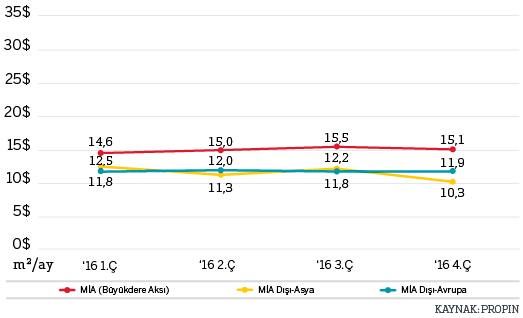 35$
30$
25$
20$
15$
10$
5$
0$
14,6
15,0
15,5
15,1
12,5
12,0
12,2
11,9
11,8
11,3
11,8
10,3
m²/ay
'16 1.Ç
'16 2.Ç
'16 3.Ç
'16 4.Ç
MİA (Büyükdere Aksı)
MİA Dışı-Asya
MİA Dışı-Avrupa
KAYNAK: PROPIN